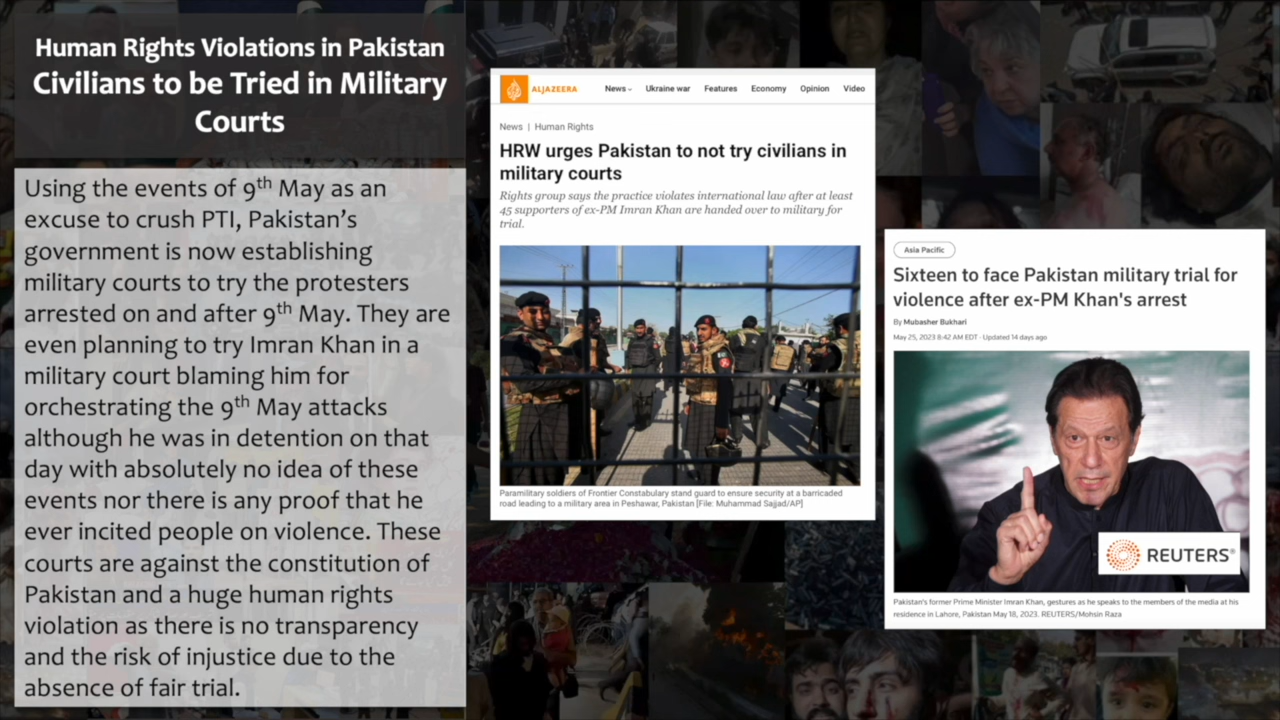 Human Rights Violations in Pakistan
Civilians to be Tried in Military
Courts
Using the events of 9th May as an
excuse to crush PTI, Pakistan's
government is now establishing
military courts to try the protesters
arrested on and after 9th May. They are
even planning to try Imran Khan in a
military court blaming him for
orchestrating the 9th May attacks
although he was in detention on that
day with absolutely no idea of these
events nor there is any proof that he
ever incited people on violence. These
courts are against the constitution of
Pakistan and a huge human rights
violation as there is no transparency
and the risk of injustice due to the
absence of fair trial.
ALJAZEERA News Ukraine war Features Economy Opinion Video
News | Human Rights
HRW urges Pakistan to not try civilians in
military courts
Rights group says the practice violates international law after at least
45 supporters of ex-PM Imran Khan are handed over to military for
trial.
Paramilitary soldiers of Frontier Constabulary stand guard to ensure security at a barricaded
road leading to a military area in Peshawar, Pakistan [File: Muhammad Sajjad/AP]
Asia Pacific
Sixteen to face Pakistan military trial for
violence after ex-PM Khan's arrest
By Mubasher Bukhari
May 25, 2023 8:42 AM EDT · Updated 14 days ago
REUTERS®
Pakistan's former Prime Minister Imran Khan, gestures as he speaks to the members of the media at his
residence in Lahore, Pakistan May 18, 2023. REUTERS/Mohsin Raza